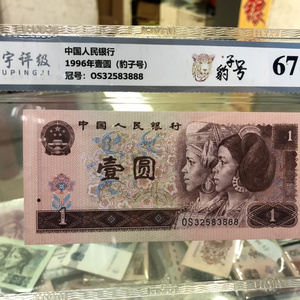 宇评级
UPINGJI
中国人民银行
1996年壹圆（豹子号）
冠号：OS32583888
豹子号
67
中国人民银行
壹圆
1
1
OS32583888